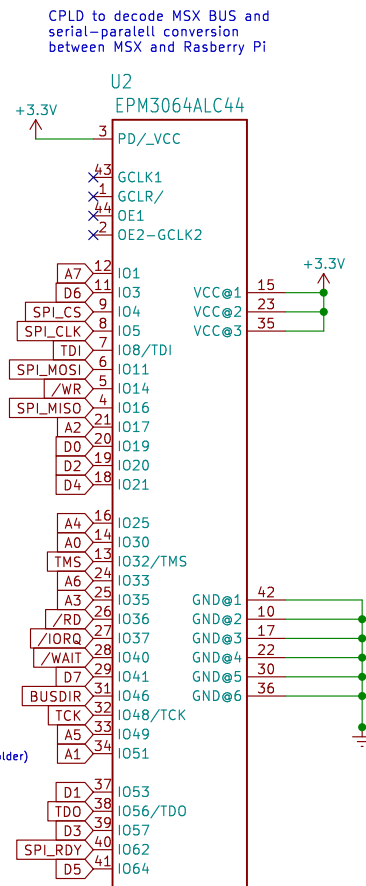 CPLD to decode MSX BUS and
serial-paralell conversion
between MSX and Rasberry Pi
U2
EPM3064ALC44
+3.3V
3 PD/_VCC
43 GCLK1
1 GCLR/
44 OE1
2 OE2-GCLK2
A7 12 IO1
D6 11 IO3
SPI_CS 9 IO4
SPI_CLK 8 IO5
TDI 7 IO8/TDI
SPI_MOSI 6 IO11
/WR 5 IO14
SPI_MISO 4 IO16
A2 21 IO17
D0 20 IO19
D2 19 IO20
D4 18 IO21
A4 16 IO25
A0 14 IO30
TMS 13 IO32/TMS
A6 24 IO33
A3 25 IO35
/RD 26 IO36
/IORQ 27 IO37
/WAIT 28 IO40
D7 29 IO41
BUSDIR 31 IO46
TCK 32 IO48/TCK
A5 33 IO49
A1 34 IO51
D1 37 IO53
TDO 38 IO56/TDO
D3 39 IO57
SPI_RDY 40 IO62
D5 41 IO64
+3.3V
VCC@1 15
VCC@2 23
VCC@3 35
GND@1 42
GND@2 10
GND@3 17
GND@4 22
GND@5 30
GND@6 36
older)